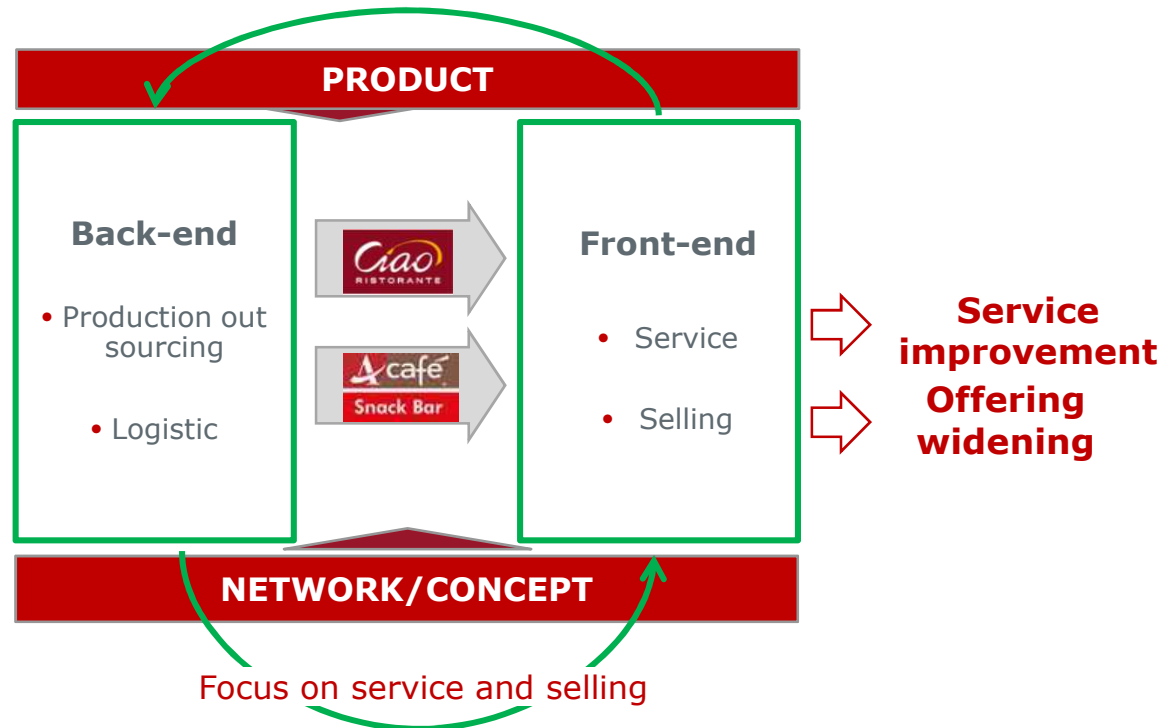 PRODUCT
Back-end
• Production out
sourcing
• Logistic
Ciao
RISTORANTE
Acafé
Snack Bar
Front-end
• Service
• Selling
Service
improvement
Offering
widening
NETWORK/CONCEPT
Focus on service and selling